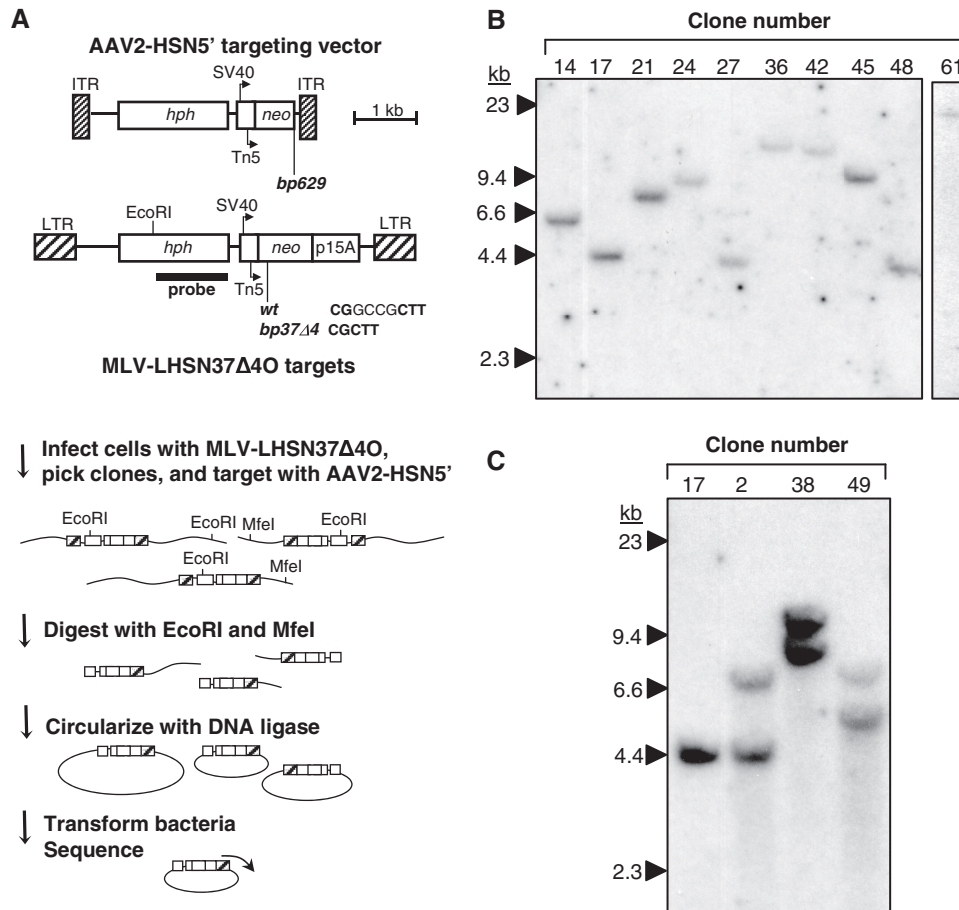 A
AAV2-HSN5' targeting vector
ITR
SV40
ITR
hph
neo
1 kb
Tn5
bp629
LTR
EcoRI
SV40
LTR
hph
neo
p15A
probe
Tn5
wt CGGCCGCTT
bp37Δ4 CGCTT
MLV-LHSN37Δ4O targets
Infect cells with MLV-LHSN37Δ4O,
pick clones, and target with AAV2-HSN5'
EcoRI
EcoRI
MfeI
EcoRI
EcoRI
MfeI
Digest with EcoRI and MfeI
Circularize with DNA ligase
Transform bacteria
Sequence
B
Clone number
kb
14 17 21 24 27 36 42 45 48 61
23
9.4
6.6
4.4
2.3
C
Clone number
kb
17 2 38 49
23
9.4
6.6
4.4
2.3